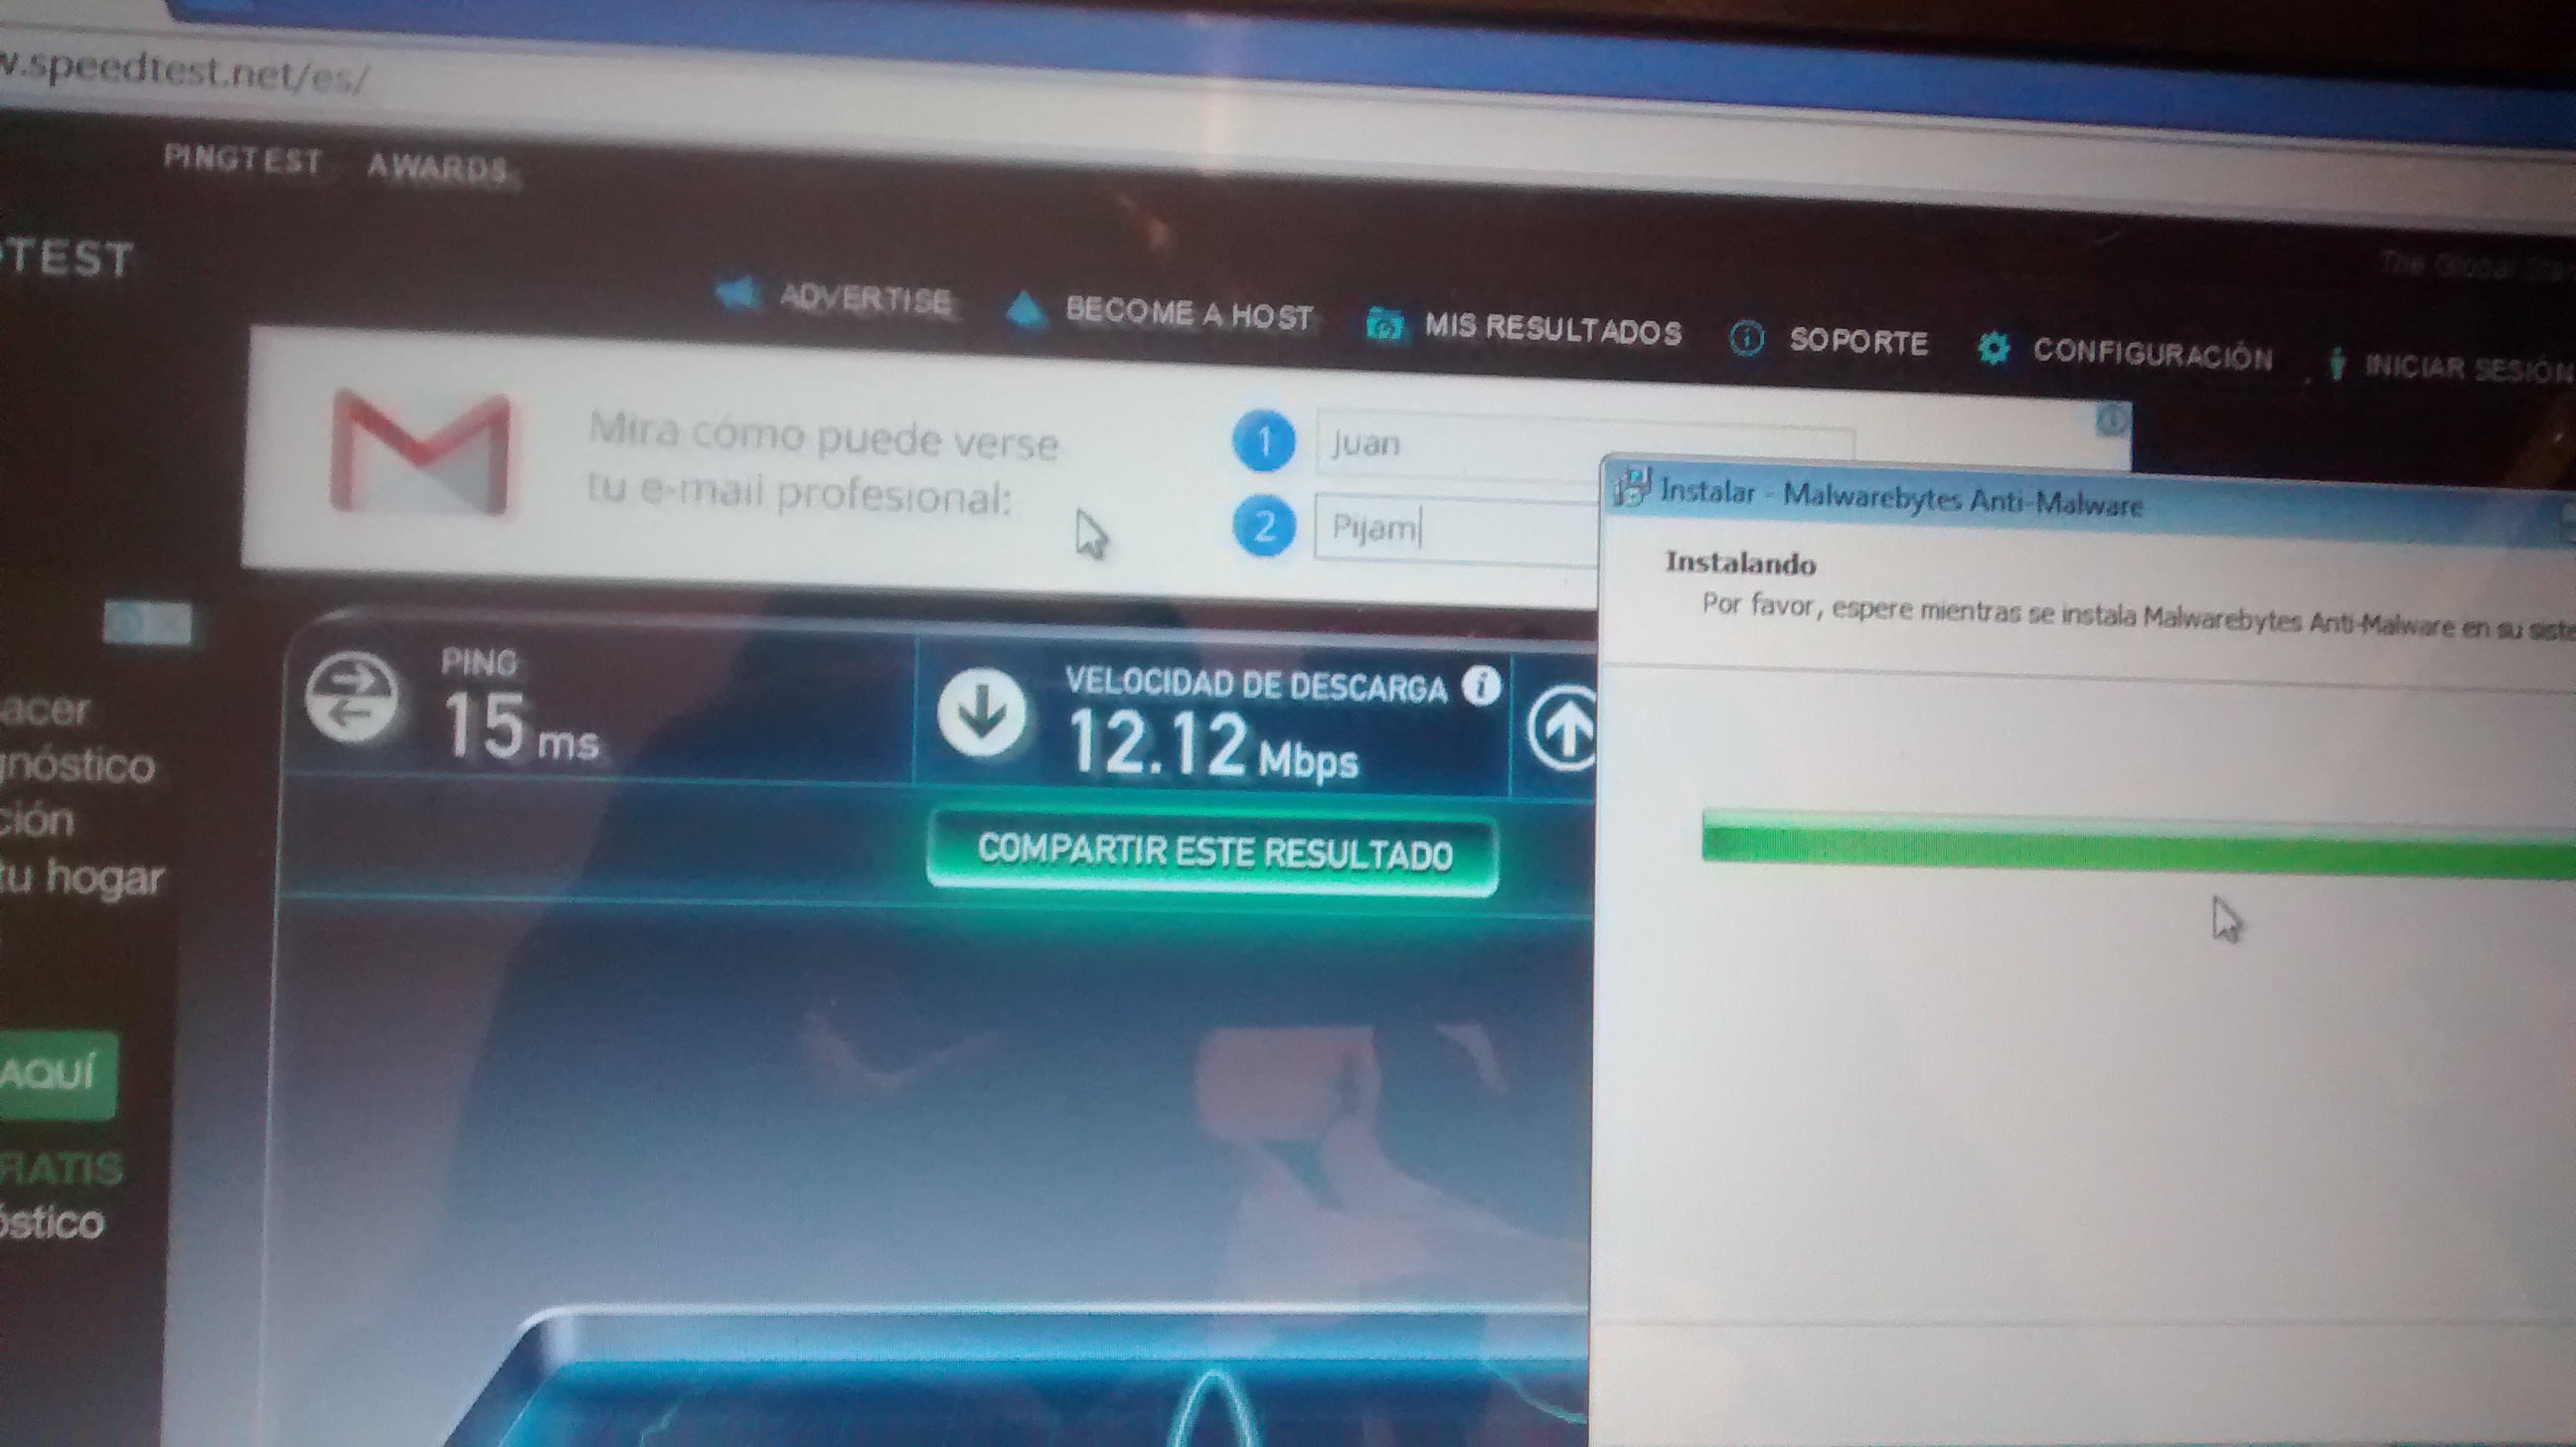 w.speedtest.net/es/
PINGTEST AWARDS
TEST
The Global
ADVERTISE BECOME A HOST MIS RESULTADOS SOPORTE CONFIGURACIÓN INICIAR SESIÓN
Mira cómo puede verse
tu e-mail profesional:
1 Juan
2 Pijam
Instalar - Malwarebytes Anti-Malware
Instalando
Por favor, espere mientras se instala Malwarebytes Anti-Malware en su siste
PING
15 ms
VELOCIDAD DE DESCARGA i
12.12 Mbps
COMPARTIR ESTE RESULTADO
acer
gnóstico
ción
tu hogar
AQUÍ
RATIS
óstico